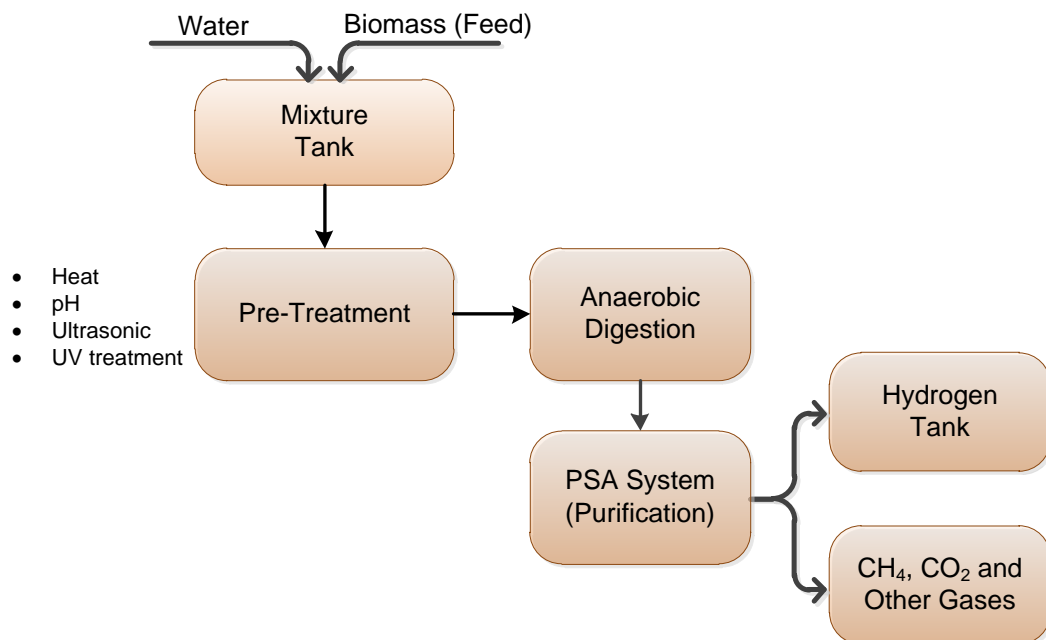 Water
Biomass (Feed)
Mixture
Tank
• Heat
• pH
• Ultrasonic
• UV treatment
Pre-Treatment
Anaerobic
Digestion
PSA System
(Purification)
Hydrogen
Tank
CH₄, CO₂ and
Other Gases